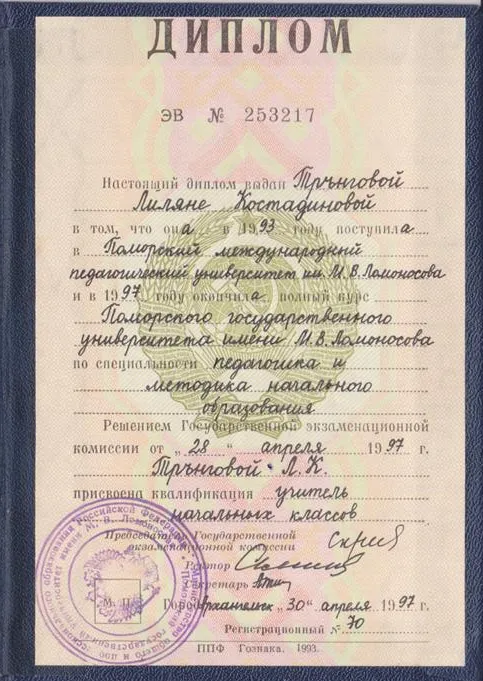 ДИПЛОМ
ЭВ № 253217
Настоящий диплом выдан Трънговой
Лиляне Костадиновой
в том, что она в 1993 году поступила
в Поморский международный
педагогический университет им. М. В. Ломоносова
и в 1997 году окончила полный курс
Поморского государственного
университета имени М. В. Ломоносова
по специальности педагогика и
методика начального
образования
Решением Государственной экзаменационной
комиссии от „28“ апреля 1997 г.
Трънговой Л. К.
присвоена квалификация учитель
начальных классов
Председатель Государственной
экзаменационной комиссии
Ректор
Секретарь
М. П.
Город Архангельск „30“ апреля 1997 г.
Регистрационный № 70
ППФ Гознака. 1993.